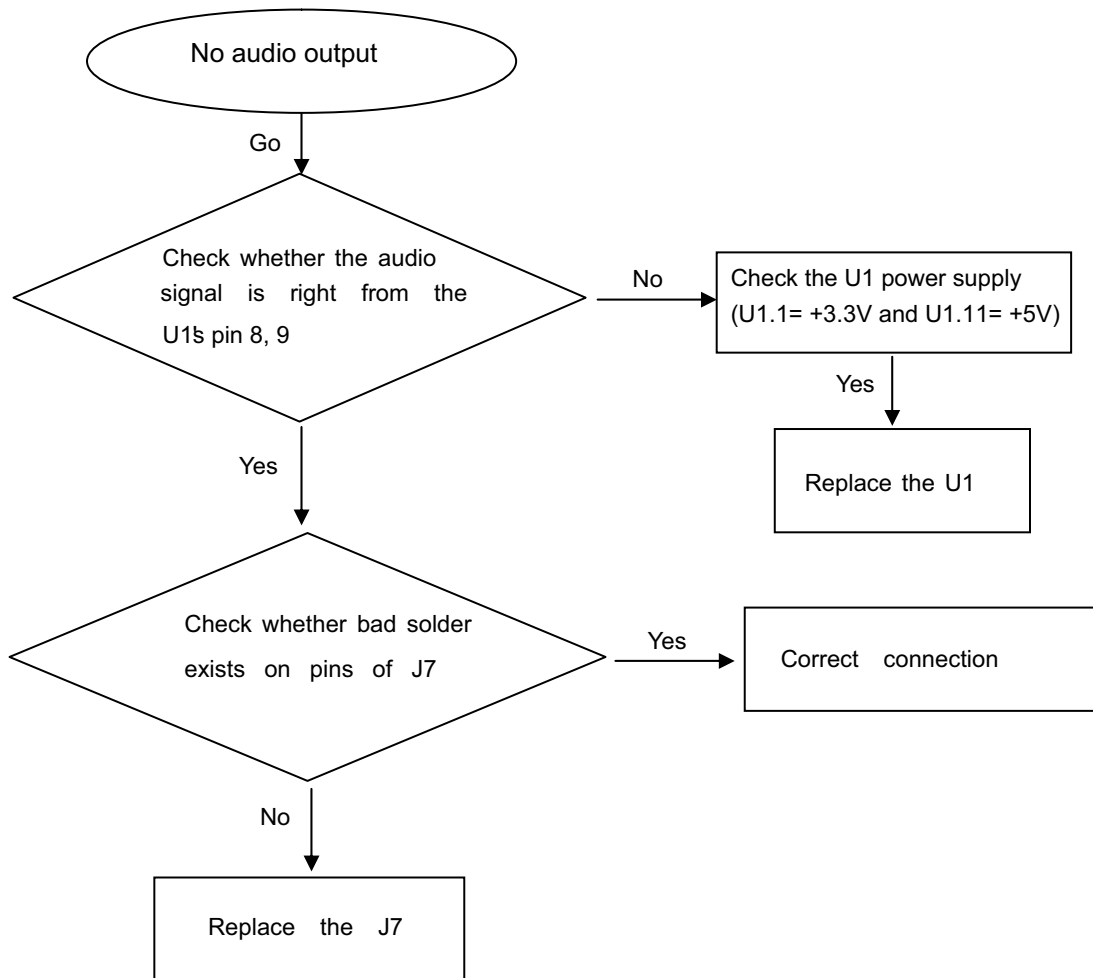 No audio output
Go
Check whether the audio
signal is right from the
U1's pin 8, 9
No
Check the U1 power supply
(U1.1= +3.3V and U1.11= +5V)
Yes
Replace the U1
Yes
Check whether bad solder
exists on pins of J7
Yes
Correct connection
No
Replace the J7